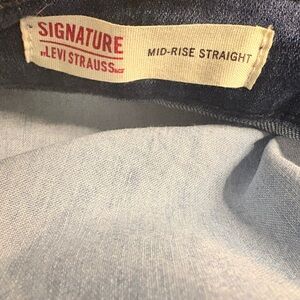 SIGNATURE
BY LEVI STRAUSS & CO.
MID-RISE STRAIGHT